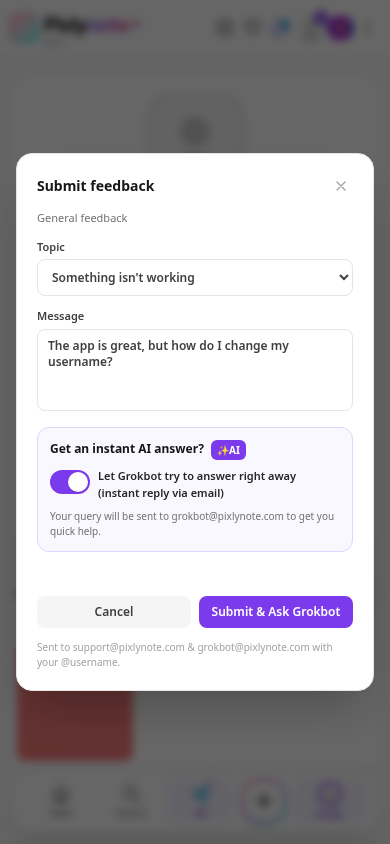 Submit feedback
General feedback
Topic
Something isn't working
Message
The app is great, but how do I change my
username?
Get an instant AI answer? ✨AI
Let Grokbot try to answer right away
(instant reply via email)
Your query will be sent to grokbot@pixlynote.com to get you
quick help.
Cancel
Submit & Ask Grokbot
Sent to support@pixlynote.com & grokbot@pixlynote.com with
your @username.